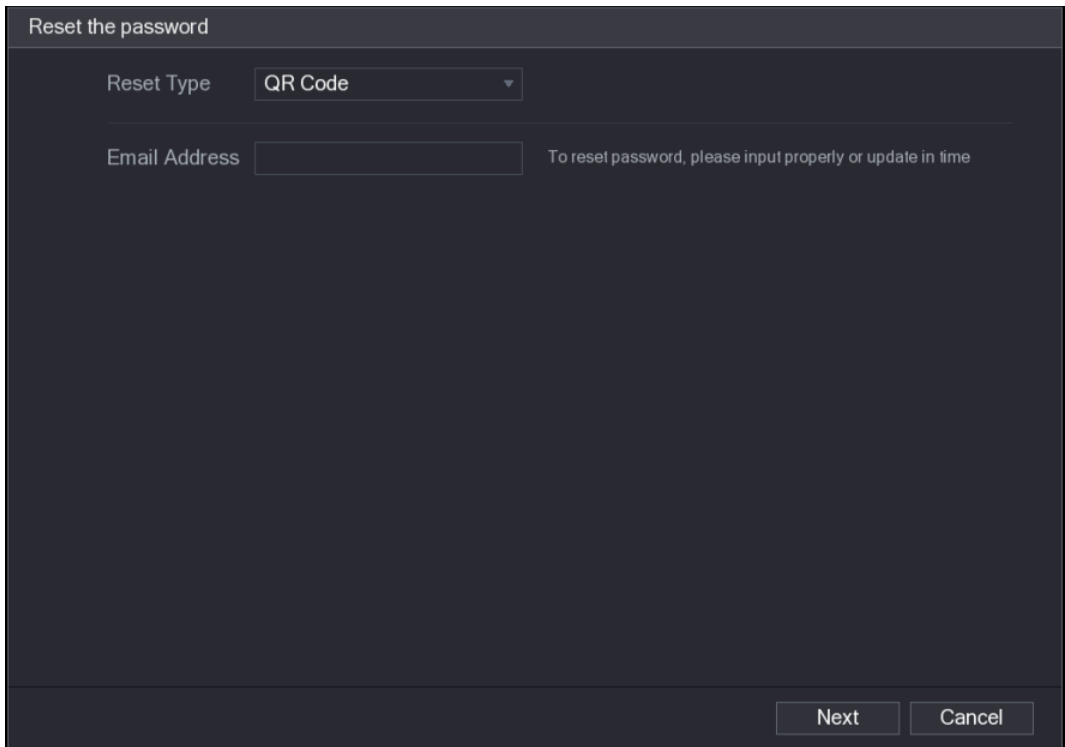 Reset the password
Reset Type QR Code
Email Address To reset password, please input properly or update in time
Next Cancel